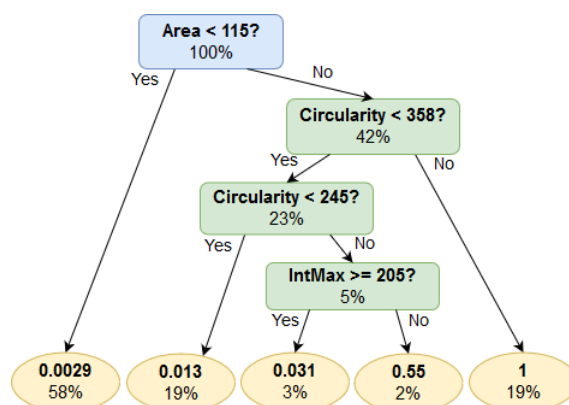 Area < 115?
100%
Yes
No
Circularity < 358?
42%
Yes
No
Circularity < 245?
23%
Yes
No
IntMax >= 205?
5%
Yes
No
0.0029
58%
0.013
19%
0.031
3%
0.55
2%
1
19%